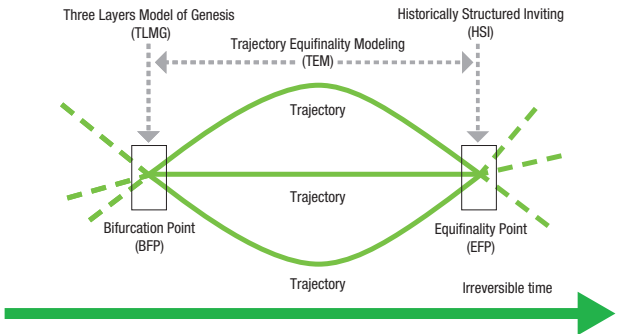 Three Layers Model of Genesis
(TLMG)
Historically Structured Inviting
(HSI)
Trajectory Equifinality Modeling
(TEM)
Trajectory
Trajectory
Bifurcation Point
(BFP)
Equifinality Point
(EFP)
Trajectory
Irreversible time